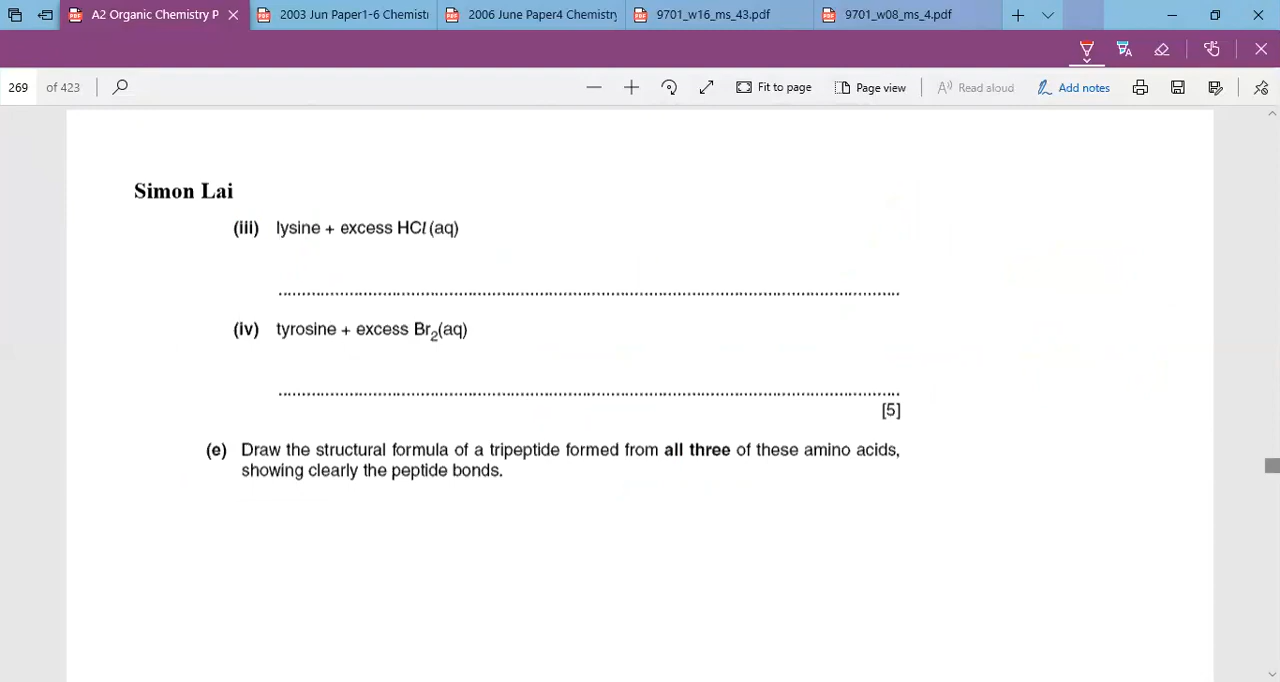 A2 Organic Chemistry P
2003 Jun Paper1-6 Chemistr
2006 June Paper4 Chemistry
9701_w16_ms_43.pdf
9701_w08_ms_4.pdf
269 of 423
Fit to page
Page view
Read aloud
Add notes
Simon Lai
(iii) lysine + excess HCl (aq)
(iv) tyrosine + excess Br2(aq)
[5]
(e) Draw the structural formula of a tripeptide formed from all three of these amino acids,
showing clearly the peptide bonds.